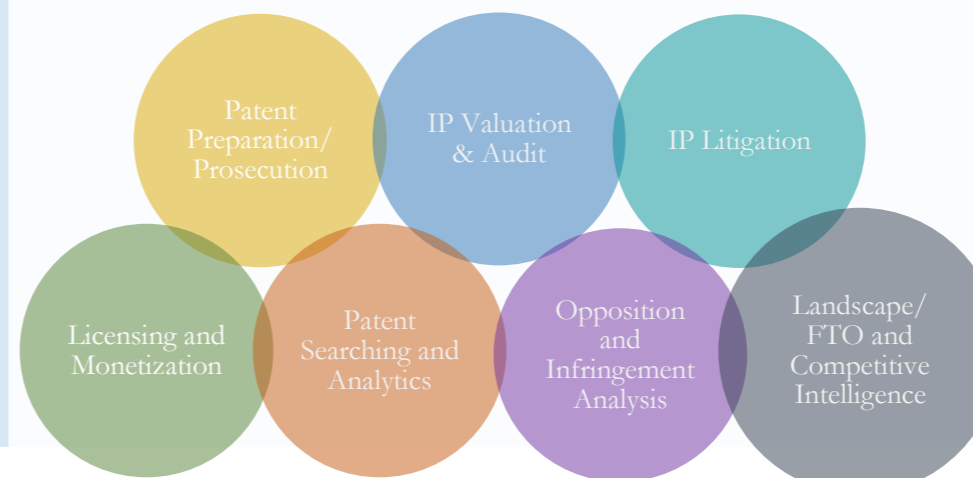 Patent
Preparation/
Prosecution
IP Valuation
& Audit
IP Litigation
Licensing and
Monetization
Patent
Searching and
Analytics
Opposition
and
Infringement
Analysis
Landscape/
FTO and
Competitive
Intelligence